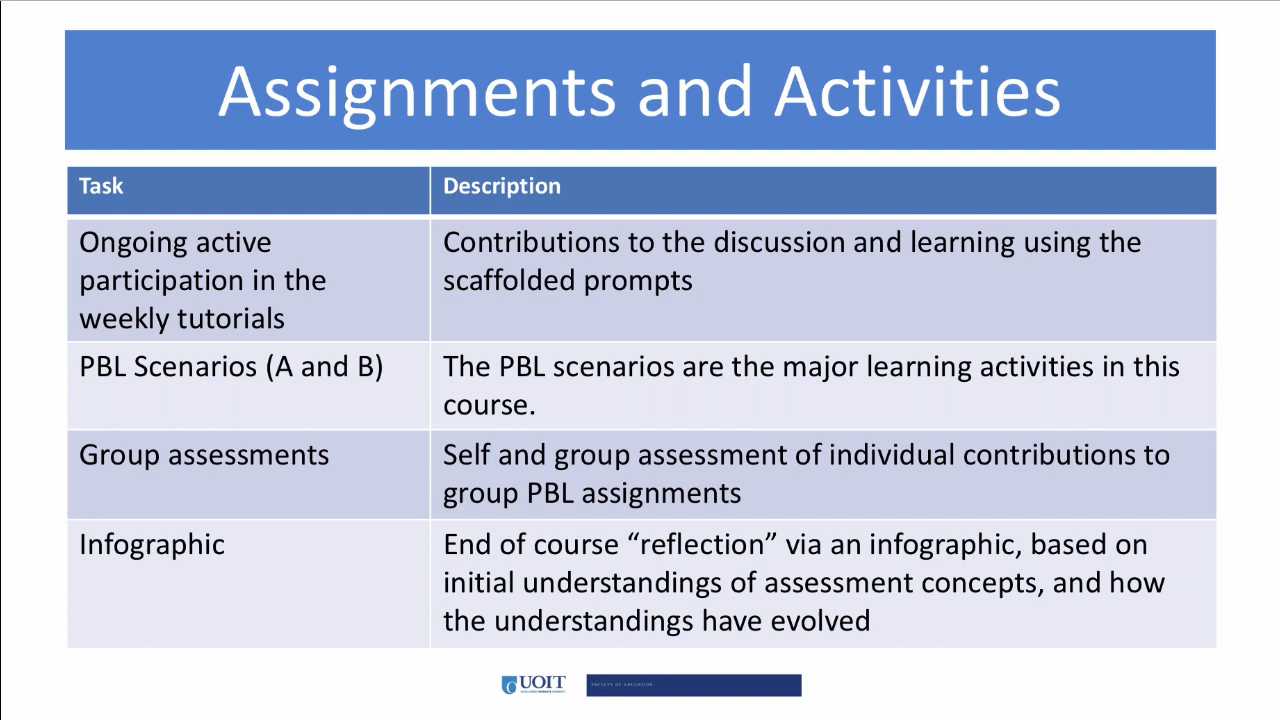 Assignments and Activities
Task
Description
Ongoing active
participation in the
weekly tutorials
Contributions to the discussion and learning using the
scaffolded prompts
PBL Scenarios (A and B)
The PBL scenarios are the major learning activities in this
course.
Group assessments
Self and group assessment of individual contributions to
group PBL assignments
Infographic
End of course “reflection” via an infographic, based on
initial understandings of assessment concepts, and how
the understandings have evolved
UOIT
FACULTY OF EDUCATION